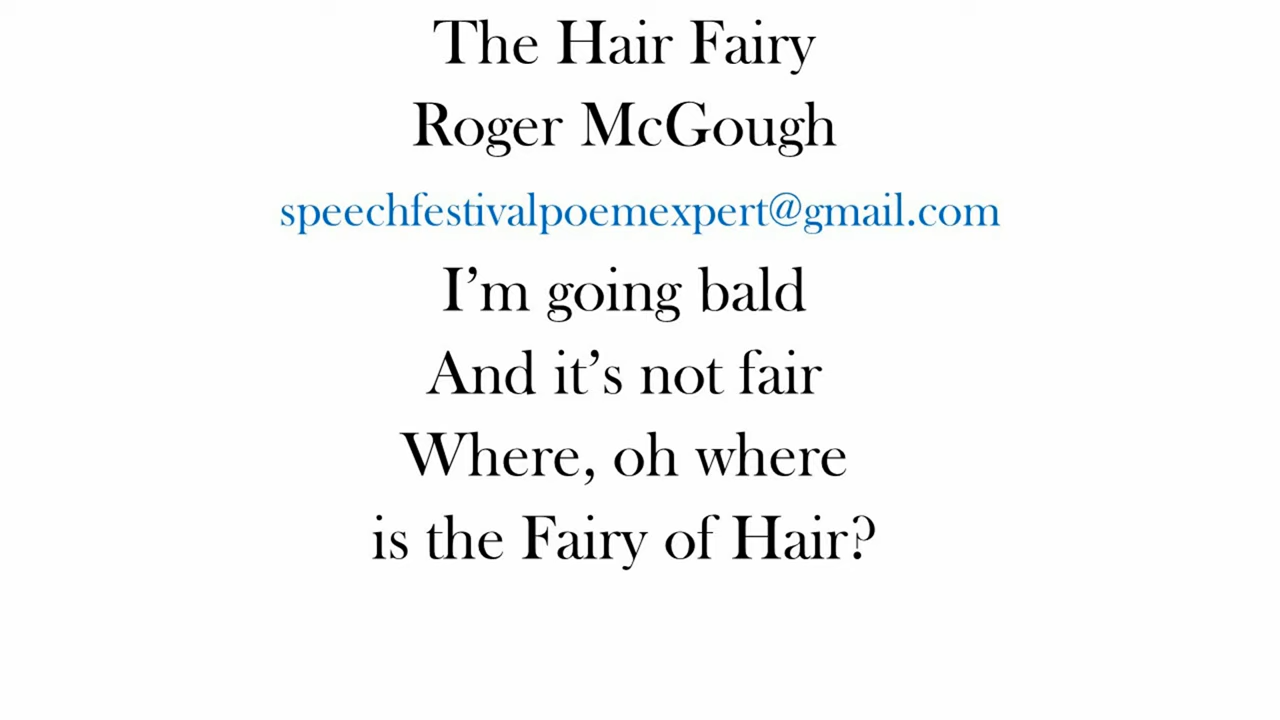 The Hair Fairy
Roger McGough
speechfestivalpoemexpert@gmail.com
I’m going bald
And it’s not fair
Where, oh where
is the Fairy of Hair?